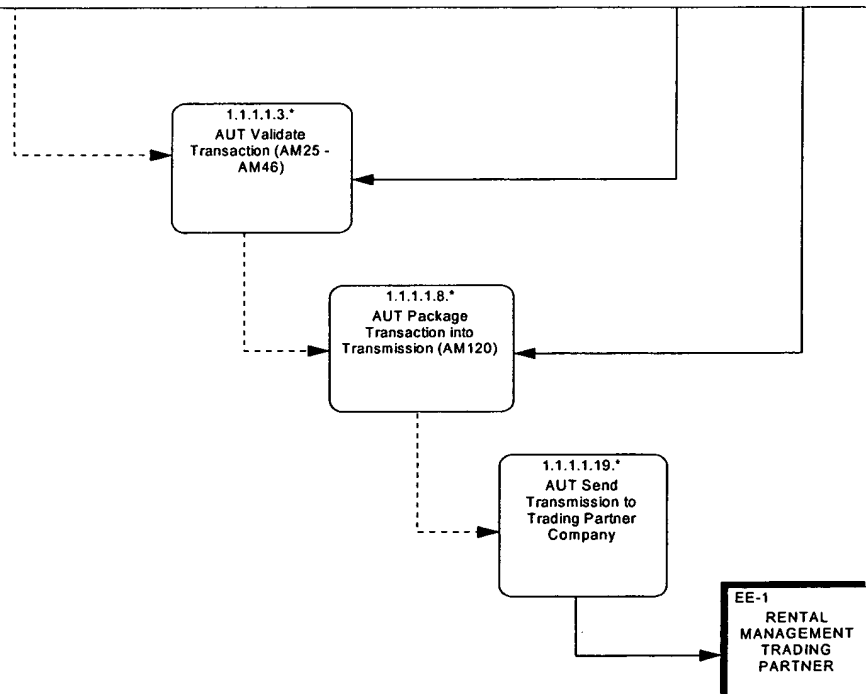 1.1.1.1.3.*
AUT Validate
Transaction (AM25 -
AM46)
1.1.1.1.8.*
AUT Package
Transaction into
Transmission (AM120)
1.1.1.1.19.*
AUT Send
Transmission to
Trading Partner
Company
EE-1
RENTAL
MANAGEMENT
TRADING
PARTNER